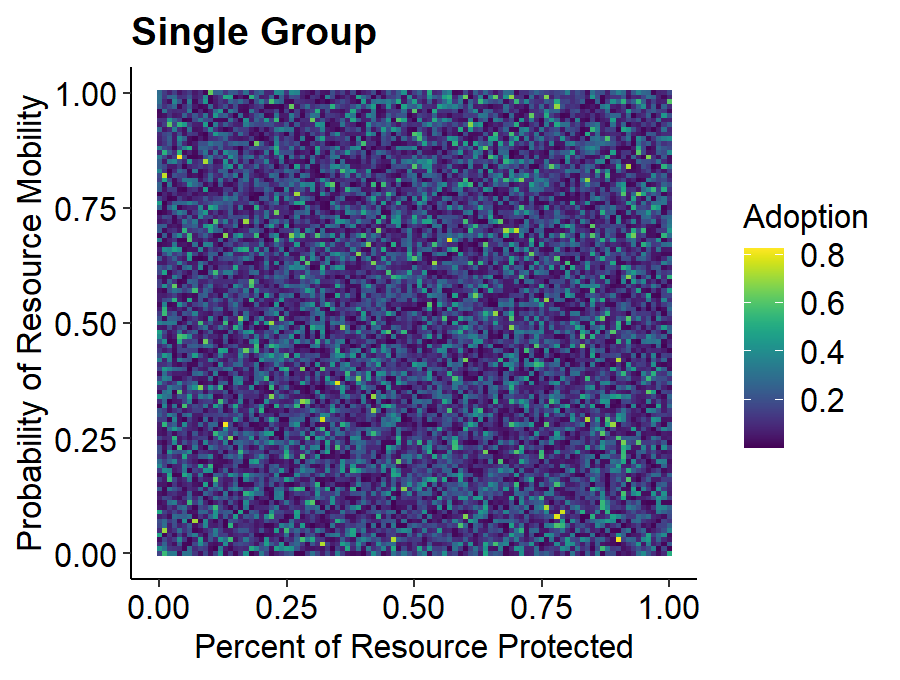 Single Group
Probability of Resource Mobility
1.00
0.75
0.50
0.25
0.00
0.00 0.25 0.50 0.75 1.00
Percent of Resource Protected
Adoption
0.8
0.6
0.4
0.2